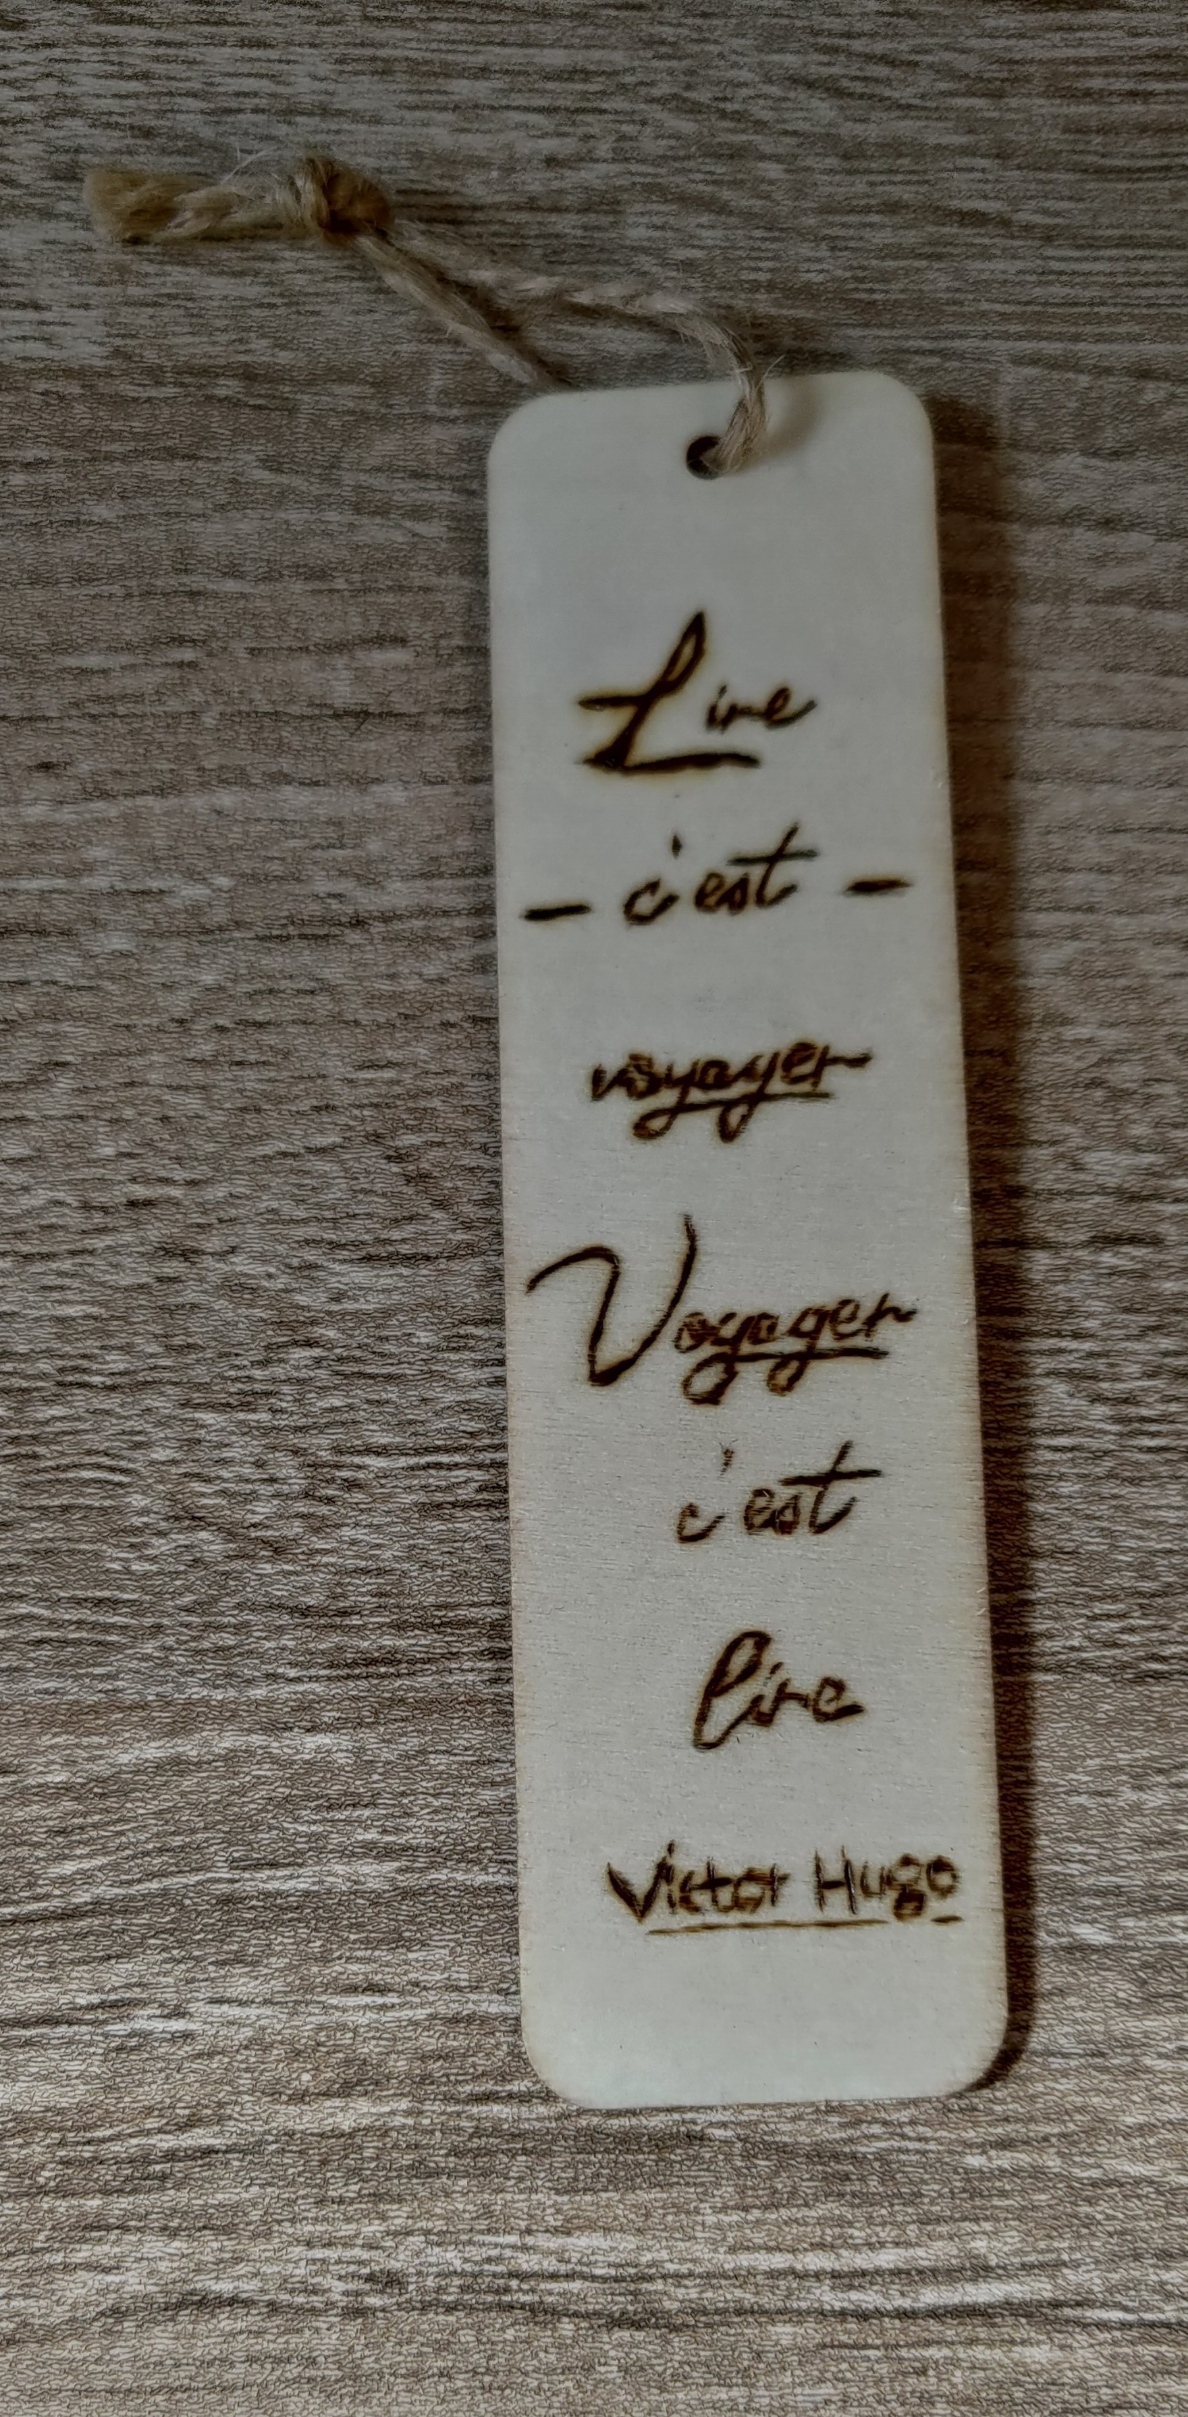 Lire
- c'est -
voyager
Voyager
c'est
lire
Victor Hugo